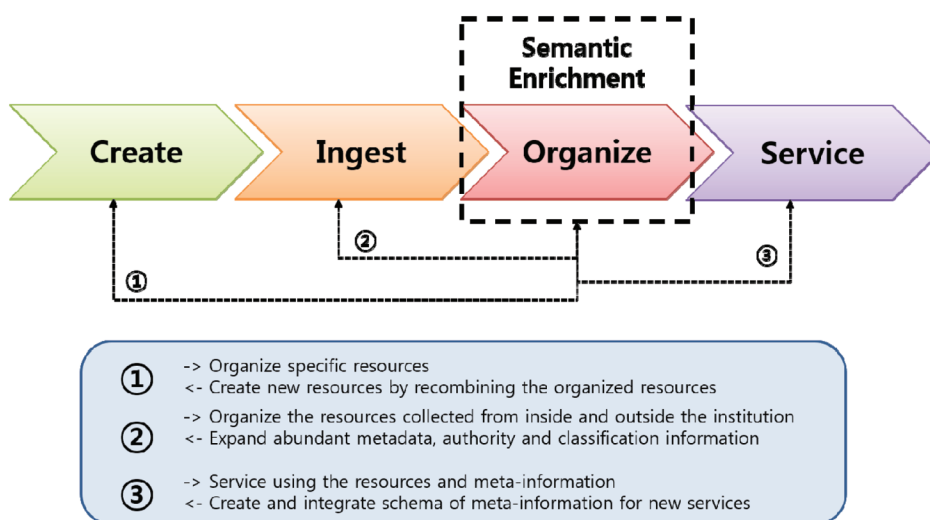 Semantic
Enrichment
Create
Ingest
Organize
Service
②
③
①
① -> Organize specific resources
<- Create new resources by recombining the organized resources
② -> Organize the resources collected from inside and outside the institution
<- Expand abundant metadata, authority and classification information
③ -> Service using the resources and meta-information
<- Create and integrate schema of meta-information for new services